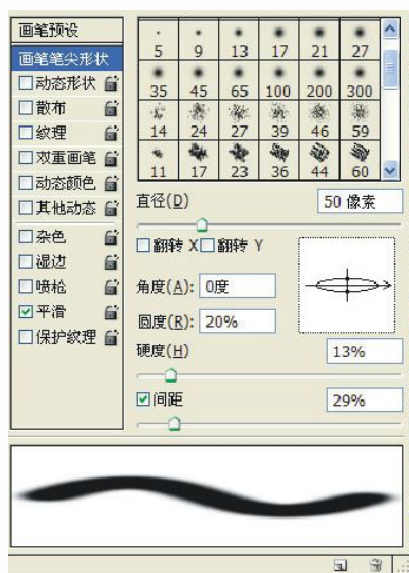 画笔预设
画笔笔尖形状
动态形状
散布
纹理
双重画笔
动态颜色
其他动态
杂色
湿边
喷枪
平滑
保护纹理
5 9 13 17 21 27
35 45 65 100 200 300
14 24 27 39 46 59
11 17 23 36 44 60
直径(D) 50 像素
翻转 X 翻转 Y
角度(A): 0度
圆度(R): 20%
硬度(H) 13%
间距 29%